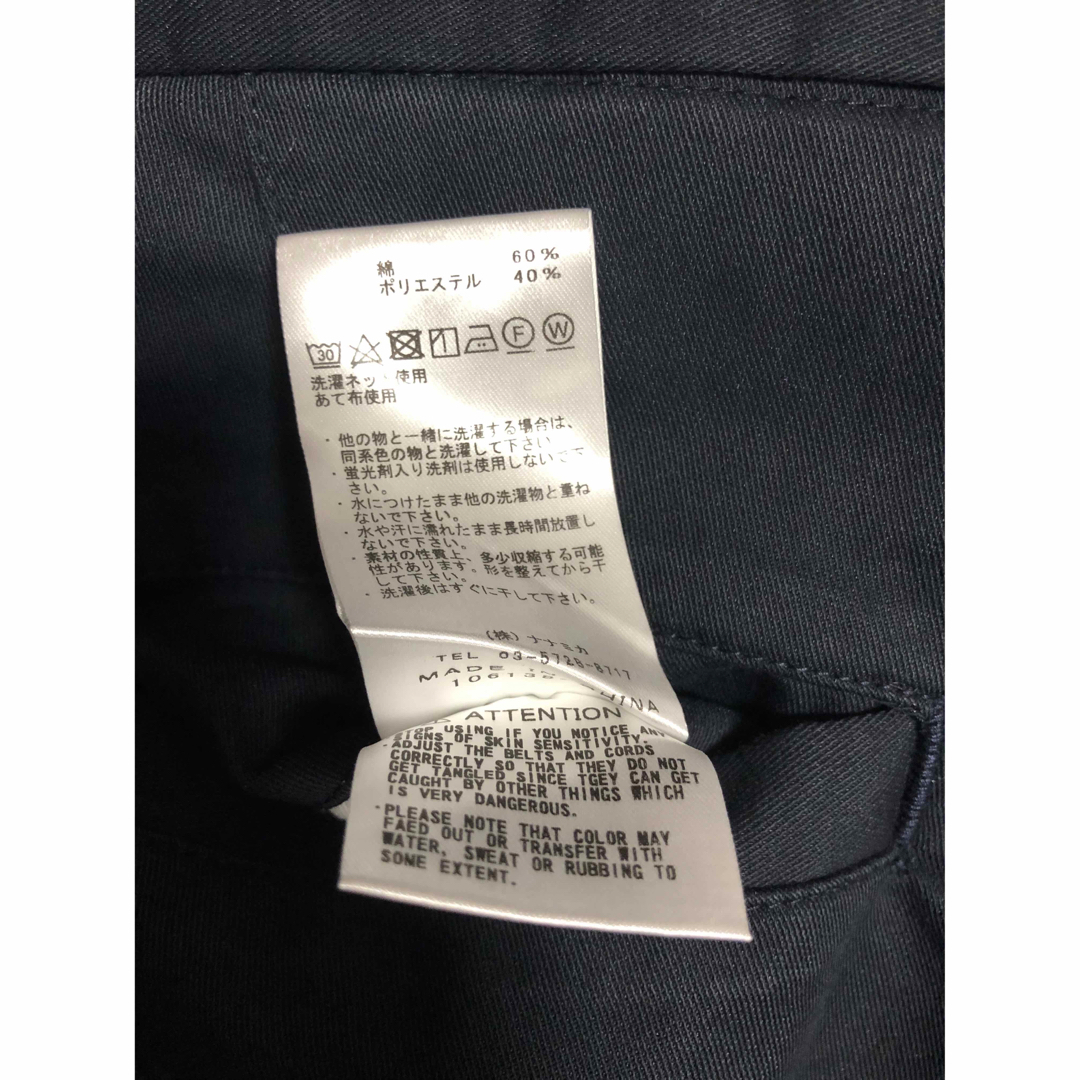 綿 60%
ポリエステル 40%
30 F W
洗濯ネット使用
あて布使用
・他の物と一緒に洗濯する場合は、
同系色の物と洗濯して下さい。
・蛍光剤入り洗剤は使用しないで下
さい。
・水につけたまま他の洗濯物と重ね
ないで下さい。
・水や汗に濡れたまま長時間放置し
ないで下さい。
・素材の性質上、多少収縮する可能
性があります。形を整えてから干
して下さい。
・洗濯後はすぐに干して下さい。
(株) ナナミカ
TEL 03-5728-8717
MADE
ATTENTION
USING IF YOU NOTICE ANY
SIGNS OF SKIN SENSITIVITY.
・ADJUST THE BELTS AND CORDS
CORRECTLY SO THAT THEY DO NOT
GET TANGLED SINCE TGEY CAN GET
CAUGHT BY OTHER THINGS WHICH
IS VERY DANGEROUS.
・PLEASE NOTE THAT COLOR MAY
FAED OUT OR TRANSFER WITH
WATER, SWEAT OR RUBBING TO
SOME EXTENT.